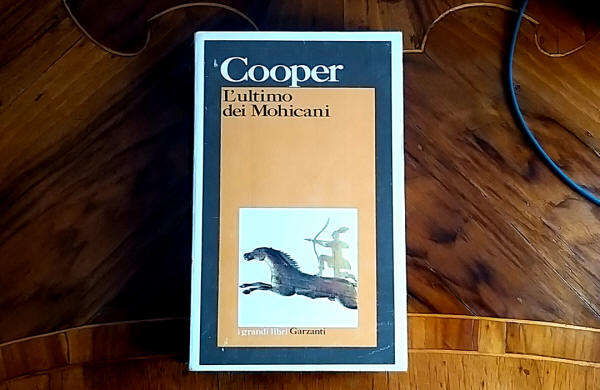 Cooper
L'ultimo
dei Mohicani
i grandi libri Garzanti